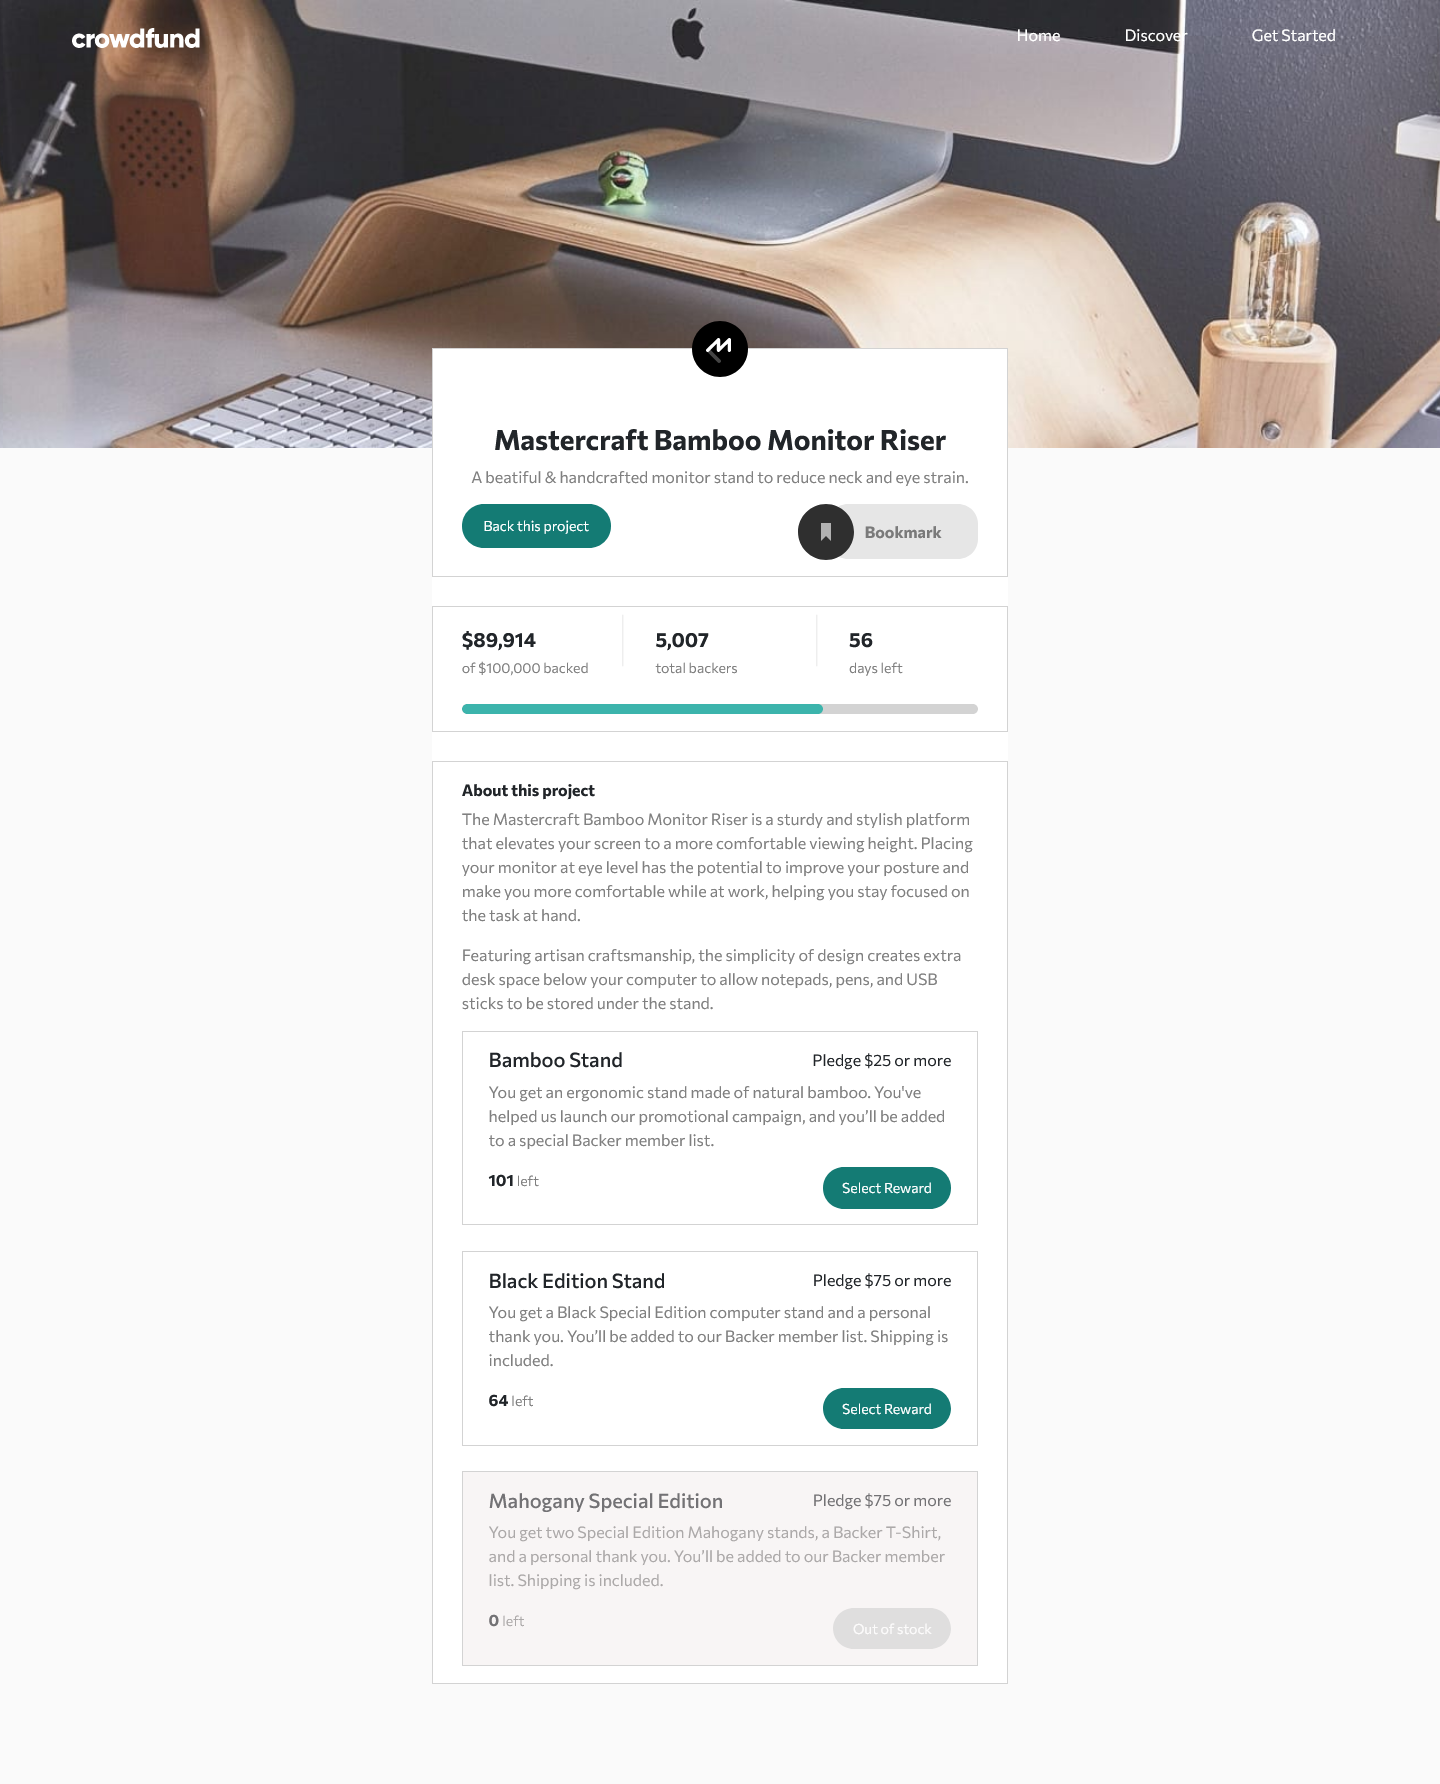 crowdfund
Home
Discover
Get Started
Mastercraft Bamboo Monitor Riser
A beatiful & handcrafted monitor stand to reduce neck and eye strain.
Back this project
Bookmark
$89,914
of $100,000 backed
5,007
total backers
56
days left
About this project
The Mastercraft Bamboo Monitor Riser is a sturdy and stylish platform
that elevates your screen to a more comfortable viewing height. Placing
your monitor at eye level has the potential to improve your posture and
make you more comfortable while at work, helping you stay focused on
the task at hand.
Featuring artisan craftsmanship, the simplicity of design creates extra
desk space below your computer to allow notepads, pens, and USB
sticks to be stored under the stand.
Bamboo Stand
Pledge $25 or more
You get an ergonomic stand made of natural bamboo. You've
helped us launch our promotional campaign, and you’ll be added
to a special Backer member list.
101 left
Select Reward
Black Edition Stand
Pledge $75 or more
You get a Black Special Edition computer stand and a personal
thank you. You’ll be added to our Backer member list. Shipping is
included.
64 left
Select Reward
Mahogany Special Edition
Pledge $75 or more
You get two Special Edition Mahogany stands, a Backer T-Shirt,
and a personal thank you. You’ll be added to our Backer member
list. Shipping is included.
0 left
Out of stock